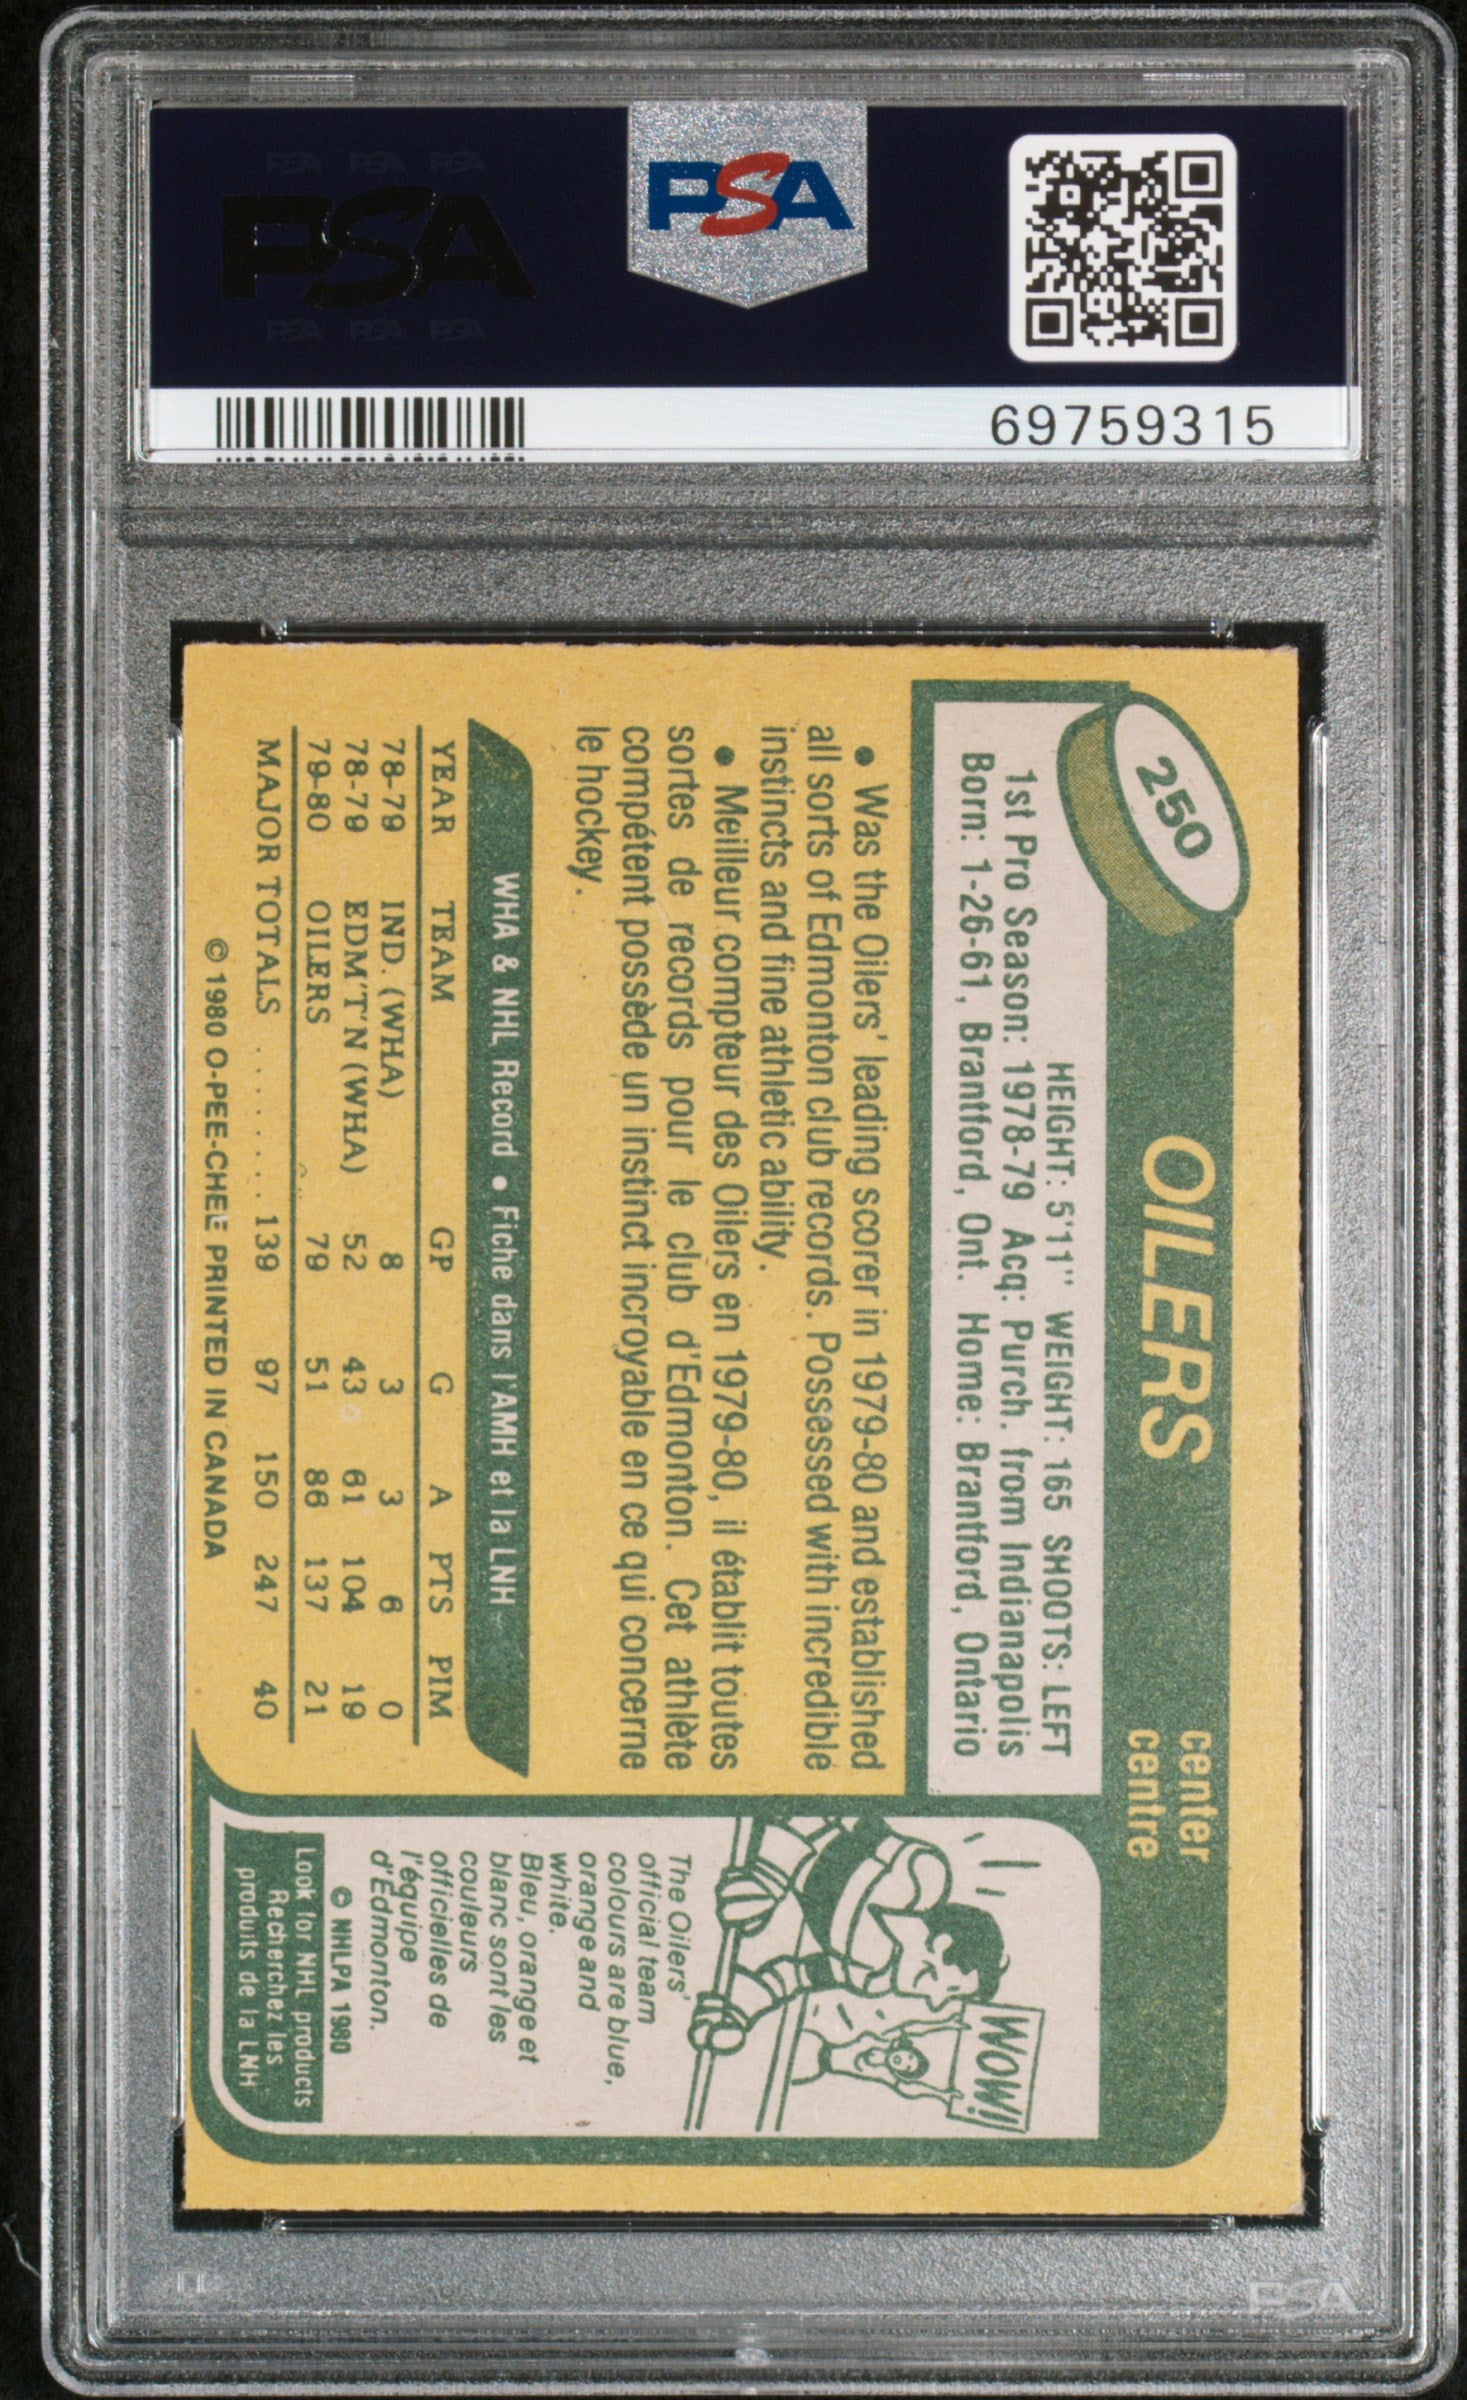 PSA PSA PSA
PSA
PSA PSA PSA
PSA
69759315
250
OILERS
center
centre
HEIGHT: 5'11" WEIGHT: 165 SHOOTS: LEFT
1st Pro Season: 1978-79 Acq: Purch. from Indianapolis
Born: 1-26-61, Brantford, Ont. Home: Brantford, Ontario
• Was the Oilers' leading scorer in 1979-80 and established
all sorts of Edmonton club records. Possessed with incredible
instincts and fine athletic ability.
• Meilleur compteur des Oilers en 1979-80, il établit toutes
sortes de records pour le club d'Edmonton. Cet athlète
compétent possède un instinct incroyable en ce qui concerne
le hockey.
WHA & NHL Record • Fiche dans l'AMH et la LNH
YEAR TEAM GP G A PTS PIM
78-79 IND. (WHA) 8 3 3 6 0
78-79 EDM'T'N (WHA) 52 43 61 104 19
79-80 OILERS 79 51 86 137 21
MAJOR TOTALS ........ 139 97 150 247 40
© 1980 O-PEE-CHEE PRINTED IN CANADA
WOW!
The Oilers'
official team
colours are blue,
orange and
white.
Bleu, orange et
blanc sont les
couleurs
officielles de
l'équipe
d'Edmonton.
© NHLPA 1980
Look for NHL products
Recherchez les
produits de la LNH
PSA